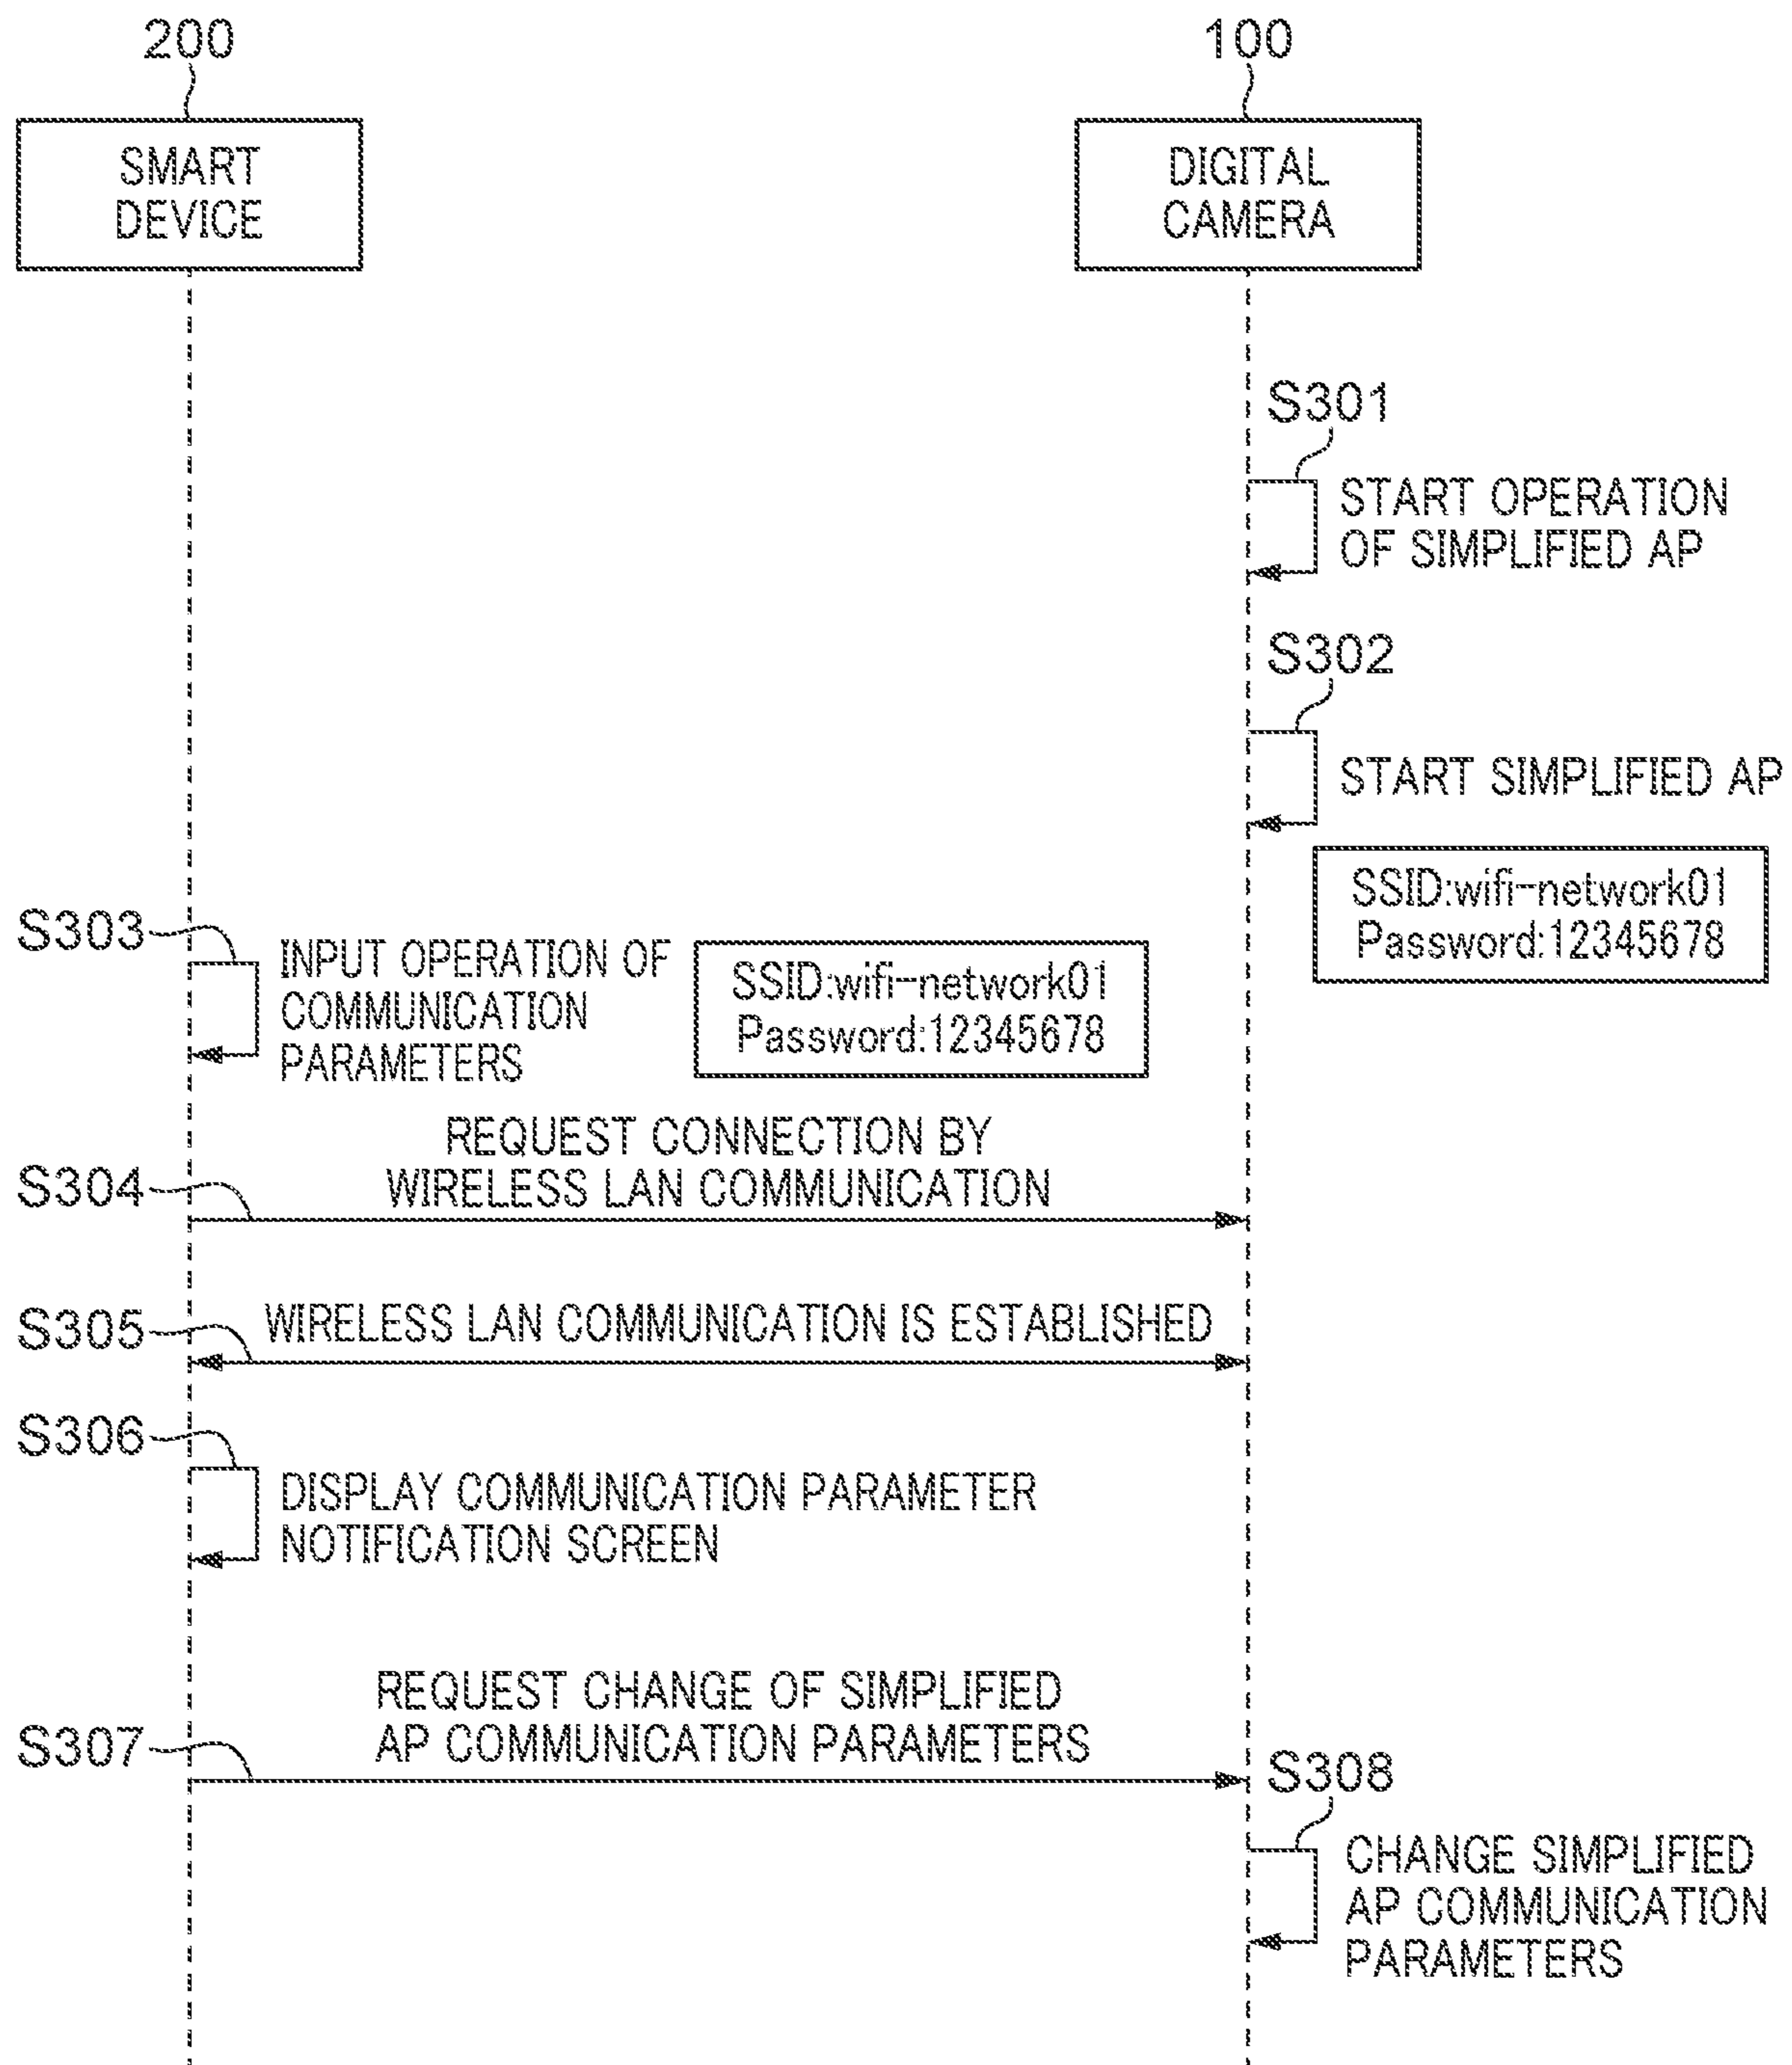 200
100
SMART
DEVICE
DIGITAL
CAMERA
S301
START OPERATION
OF SIMPLIFIED AP
S302
START SIMPLIFIED AP
SSID:wifi-network01
Password:12345678
S303
INPUT OPERATION OF
COMMUNICATION
PARAMETERS
SSID:wifi-network01
Password:12345678
REQUEST CONNECTION BY
WIRELESS LAN COMMUNICATION
S304
S305
WIRELESS LAN COMMUNICATION IS ESTABLISHED
S306
DISPLAY COMMUNICATION PARAMETER
NOTIFICATION SCREEN
REQUEST CHANGE OF SIMPLIFIED
AP COMMUNICATION PARAMETERS
S307
S308
CHANGE SIMPLIFIED
AP COMMUNICATION
PARAMETERS